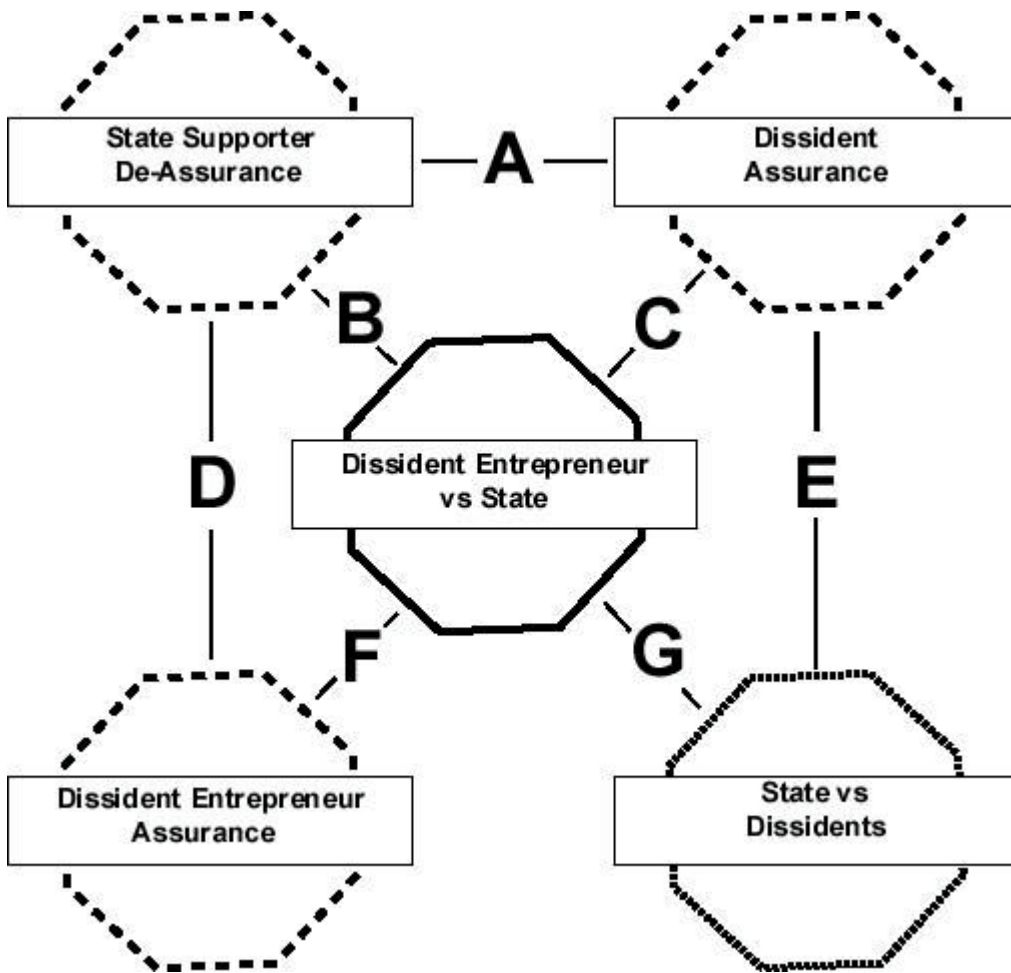 State Supporter
De-Assurance
A
Dissident
Assurance
B
C
Dissident Entrepreneur
vs State
D
E
F
G
Dissident Entrepreneur
Assurance
State vs
Dissidents